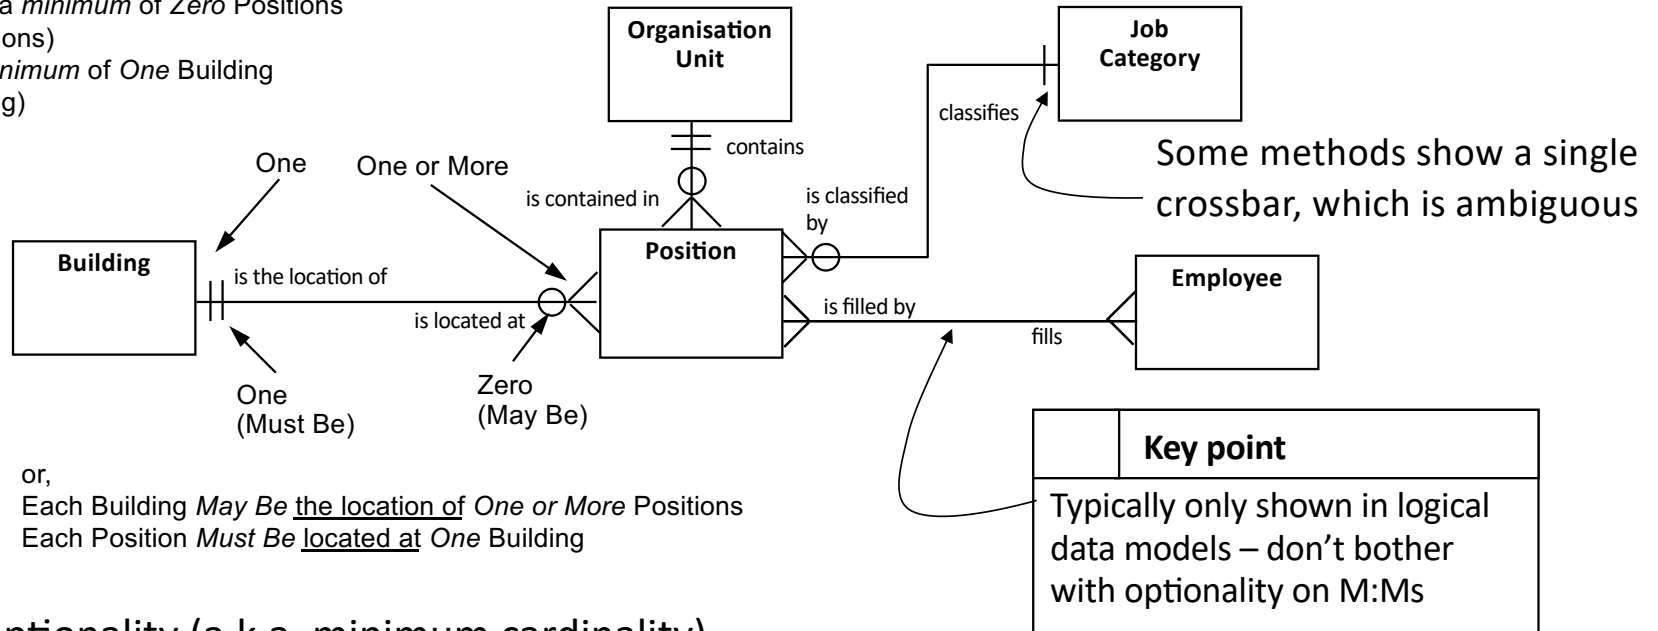 a minimum of Zero Positions
ons)
nimum of One Building
g)
Organisation
Unit
Job
Category
contains
classifies
One
One or More
is contained in
is classified
by
Some methods show a single
crossbar, which is ambiguous
Building
Position
Employee
is the location of
is located at
is filled by
fills
One
(Must Be)
Zero
(May Be)
or,
Each Building May Be the location of One or More Positions
Each Position Must Be located at One Building
Key point
Typically only shown in logical
data models – don’t bother
with optionality on M:Ms
ptionality (a.k.a. minimum cardinality)